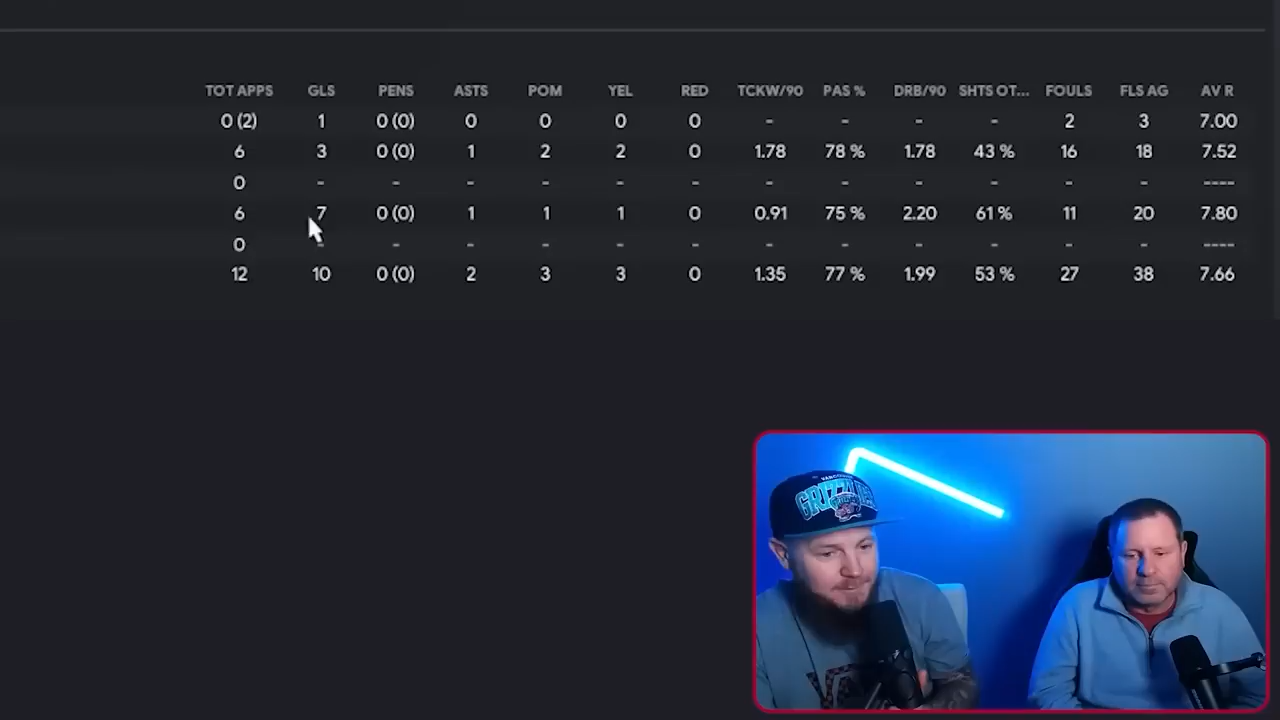 TOT APPS GLS PENS ASTS POM YEL RED TCKW/90 PAS % DRB/90 SHTS OT... FOULS FLS AG AV R
0 (2) 1 0 (0) 0 0 0 0 - - - - 2 3 7.00
6 3 0 (0) 1 2 2 0 1.78 78 % 1.78 43 % 16 18 7.52
0 - - - - - - - - - - - - ----
6 7 0 (0) 1 1 1 0 0.91 75 % 2.20 61 % 11 20 7.80
0 - - - - - - - - - - - - ----
12 10 0 (0) 2 3 3 0 1.35 77 % 1.99 53 % 27 38 7.66
VANCOUVER
GRIZZLIES